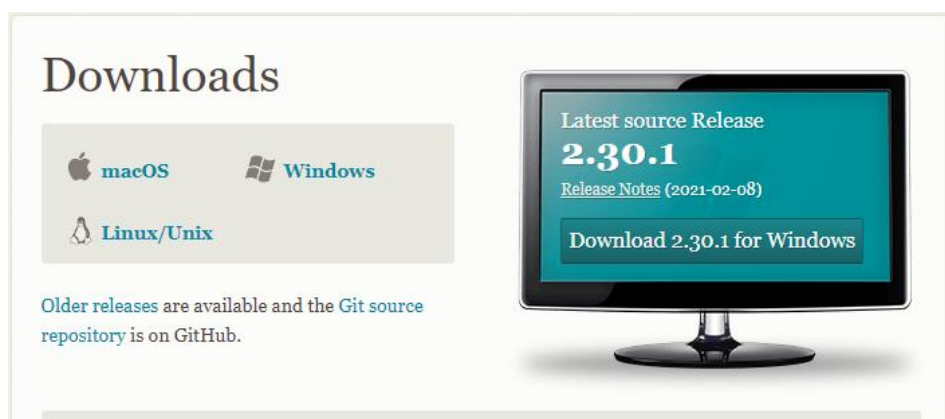 Downloads
macOS
Windows
Linux/Unix
Older releases are available and the Git source
repository is on GitHub.
Latest source Release
2.30.1
Release Notes (2021-02-08)
Download 2.30.1 for Windows